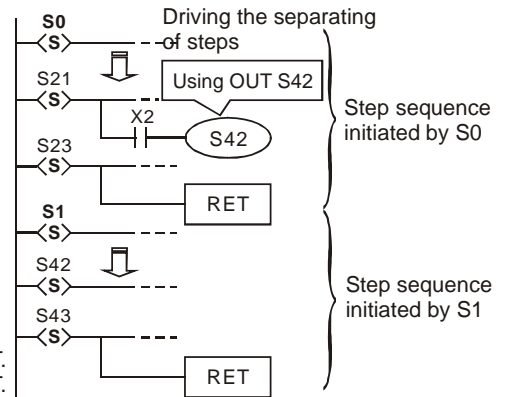 S0
Driving the separating
of steps
S
S21
Using OUT S42
S
X2
S42
Step sequence
initiated by S0
S23
S
RET
S1
S
S42
S
Step sequence
initiated by S1
S43
S
RET